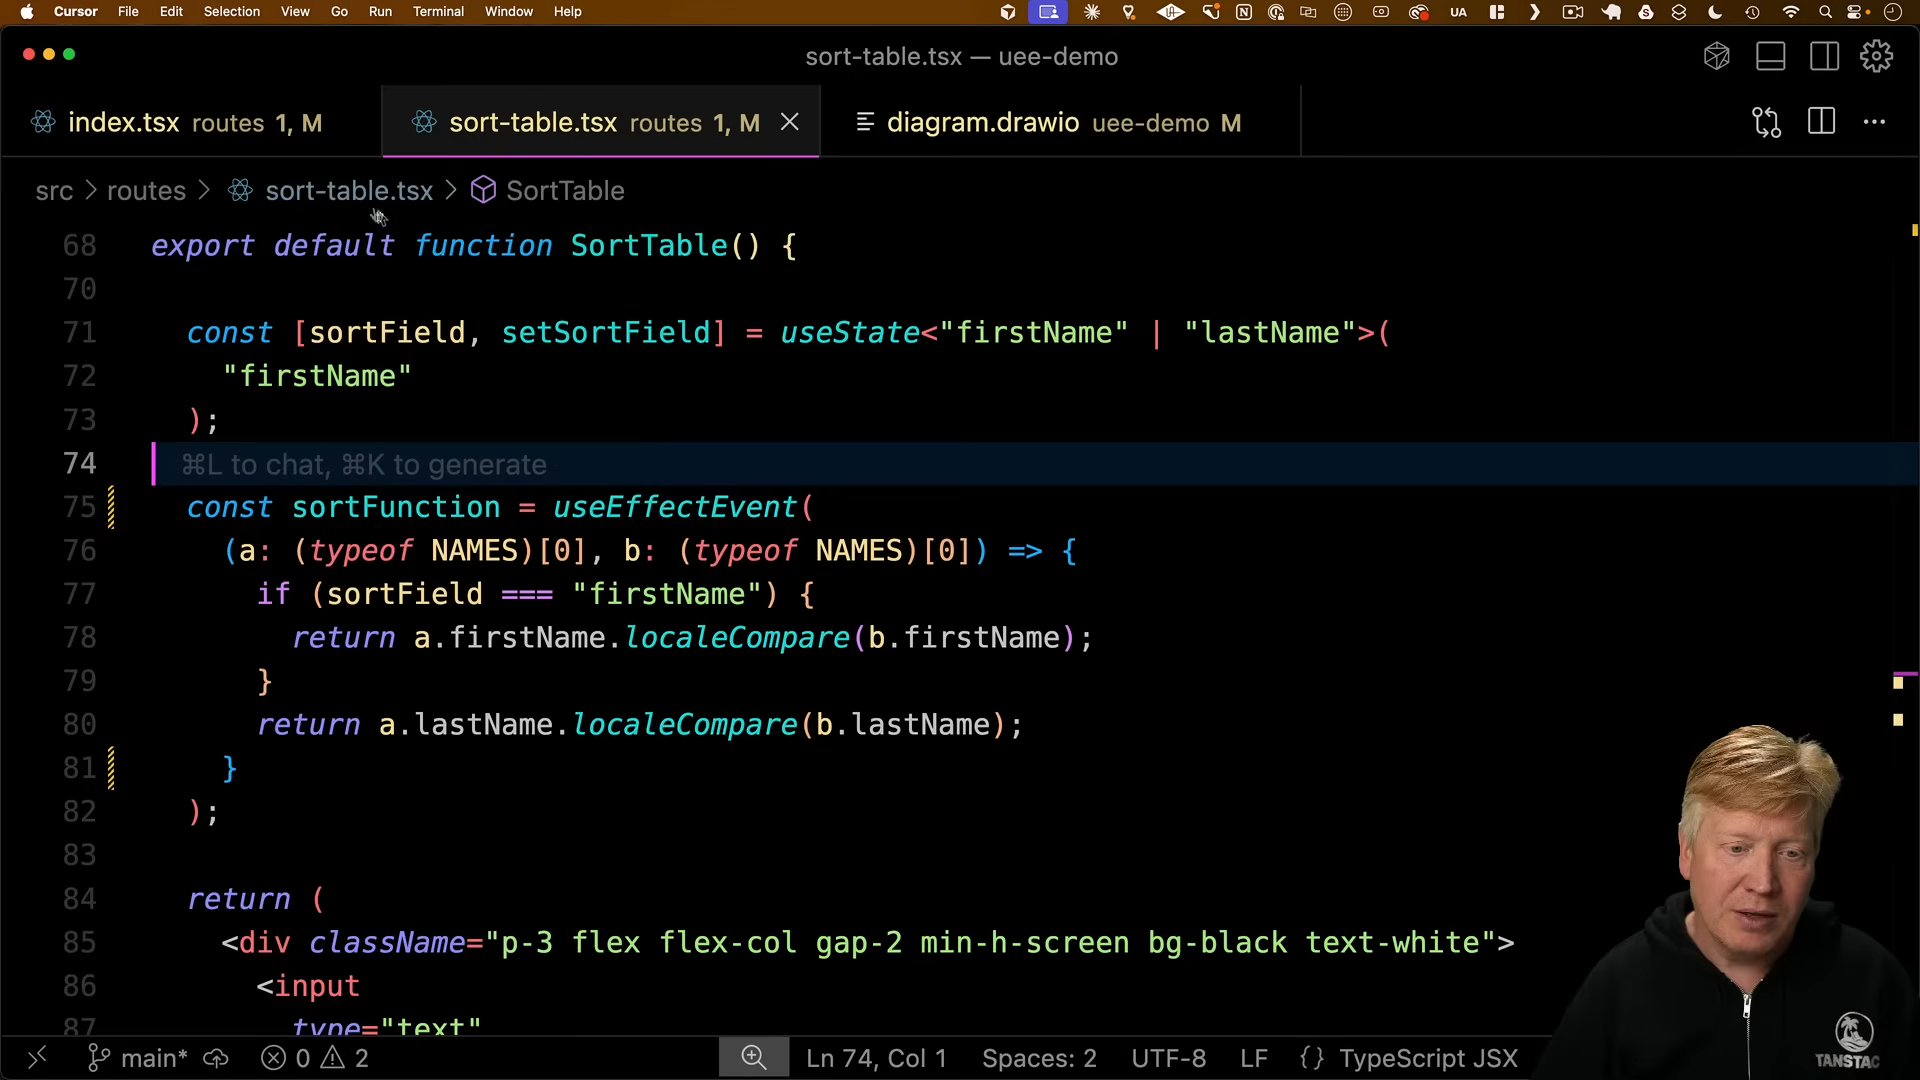 Cursor File Edit Selection View Go Run Terminal Window Help UA
sort-table.tsx — uee-demo
index.tsx routes 1, M sort-table.tsx routes 1, M diagram.drawio uee-demo M
src > routes > sort-table.tsx > SortTable
68 export default function SortTable() {
70
71 const [sortField, setSortField] = useState<"firstName" | "lastName">(
72 "firstName"
73 );
74 ⌘L to chat, ⌘K to generate
75 const sortFunction = useEffectEvent(
76 (a: (typeof NAMES)[0], b: (typeof NAMES)[0]) => {
77 if (sortField === "firstName") {
78 return a.firstName.localeCompare(b.firstName);
79 }
80 return a.lastName.localeCompare(b.lastName);
81 }
82 );
83
84 return (
85 <div className="p-3 flex flex-col gap-2 min-h-screen bg-black text-white">
86 <input
87 type="text"
main* 0 2 Ln 74, Col 1 Spaces: 2 UTF-8 LF {} TypeScript JSX
TANSTAC